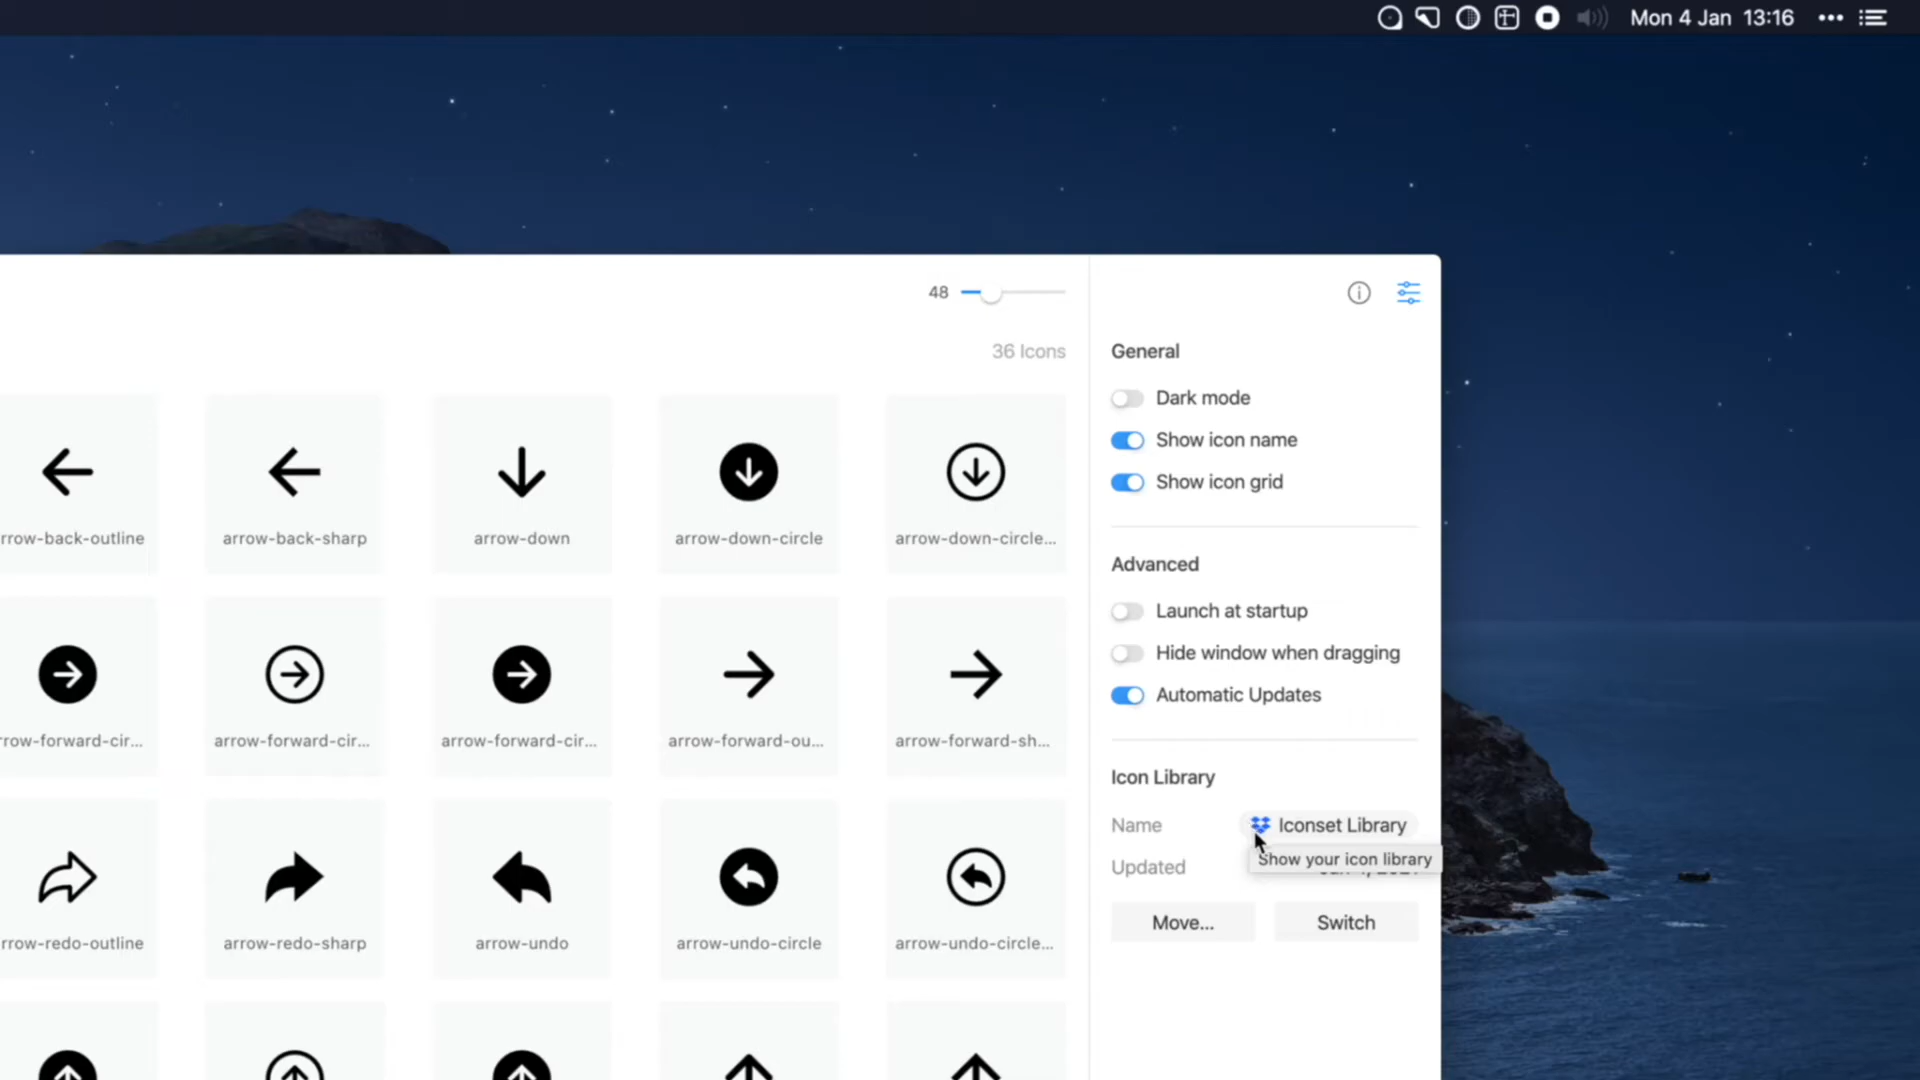 Mon 4 Jan 13:16
48
36 Icons
General
Dark mode
Show icon name
Show icon grid
rrow-back-outline
arrow-back-sharp
arrow-down
arrow-down-circle
arrow-down-circle...
Advanced
Launch at startup
Hide window when dragging
Automatic Updates
row-forward-cir...
arrow-forward-cir...
arrow-forward-cir...
arrow-forward-ou...
arrow-forward-sh...
Icon Library
Name
Iconset Library
Show your icon library
Updated
Move...
Switch
rrow-redo-outline
arrow-redo-sharp
arrow-undo
arrow-undo-circle
arrow-undo-circle...